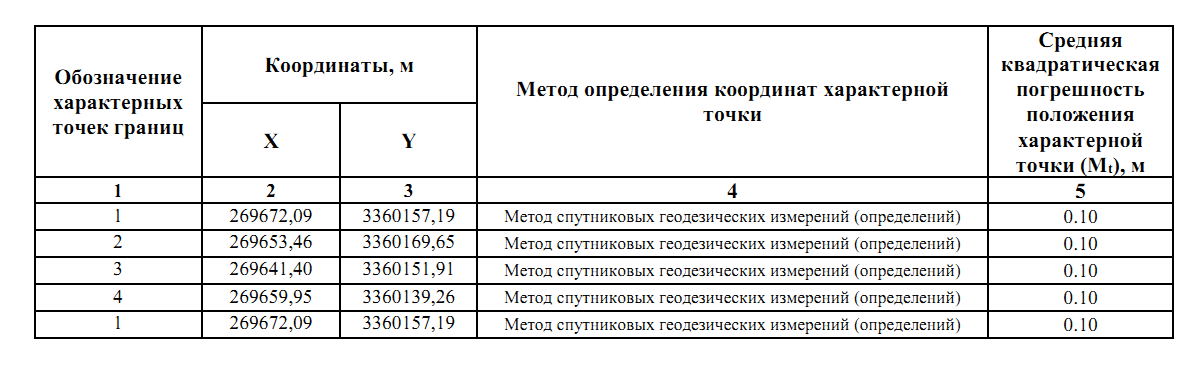 Обозначение
характерных
точек границ
Координаты, м
X
Y
Метод определения координат характерной
точки
Средняя
квадратическая
погрешность
положения
характерной
точки (Mt), м
1 2 3 4 5
1 269672,09 3360157,19 Метод спутниковых геодезических измерений (определений) 0.10
2 269653,46 3360169,65 Метод спутниковых геодезических измерений (определений) 0.10
3 269641,40 3360151,91 Метод спутниковых геодезических измерений (определений) 0.10
4 269659,95 3360139,26 Метод спутниковых геодезических измерений (определений) 0.10
1 269672,09 3360157,19 Метод спутниковых геодезических измерений (определений) 0.10